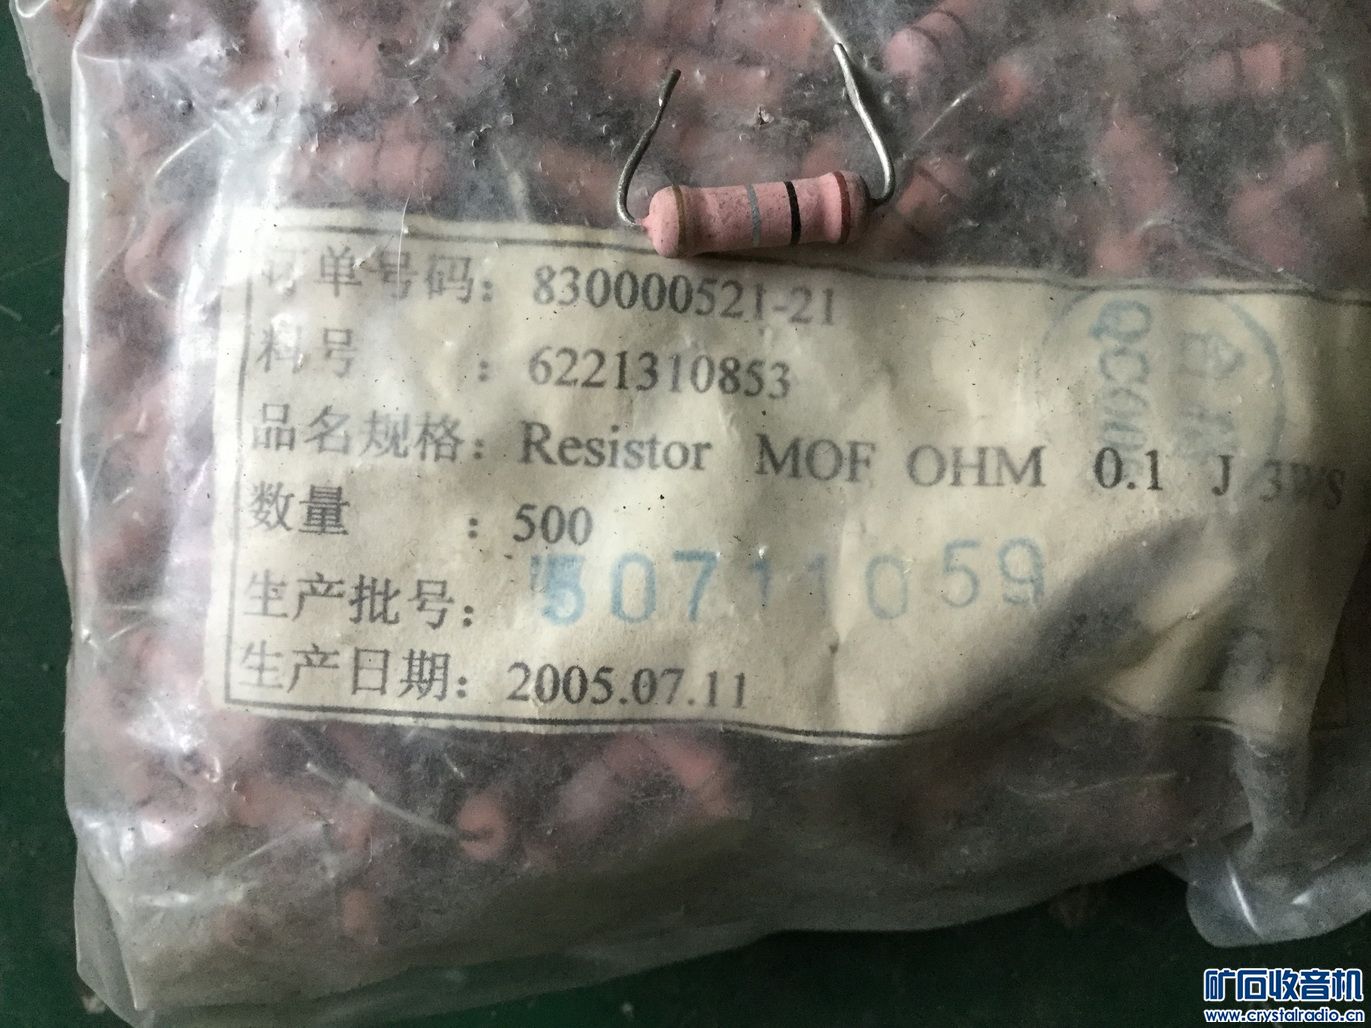 订单号码：830000521-21
料号 ：6221310853
品名规格：Resistor MOF OHM 0.1 J 3WS
数量 ：500
生产批号： 50711059
生产日期：2005.07.11
矿石收音机
www.crystalradio.cn